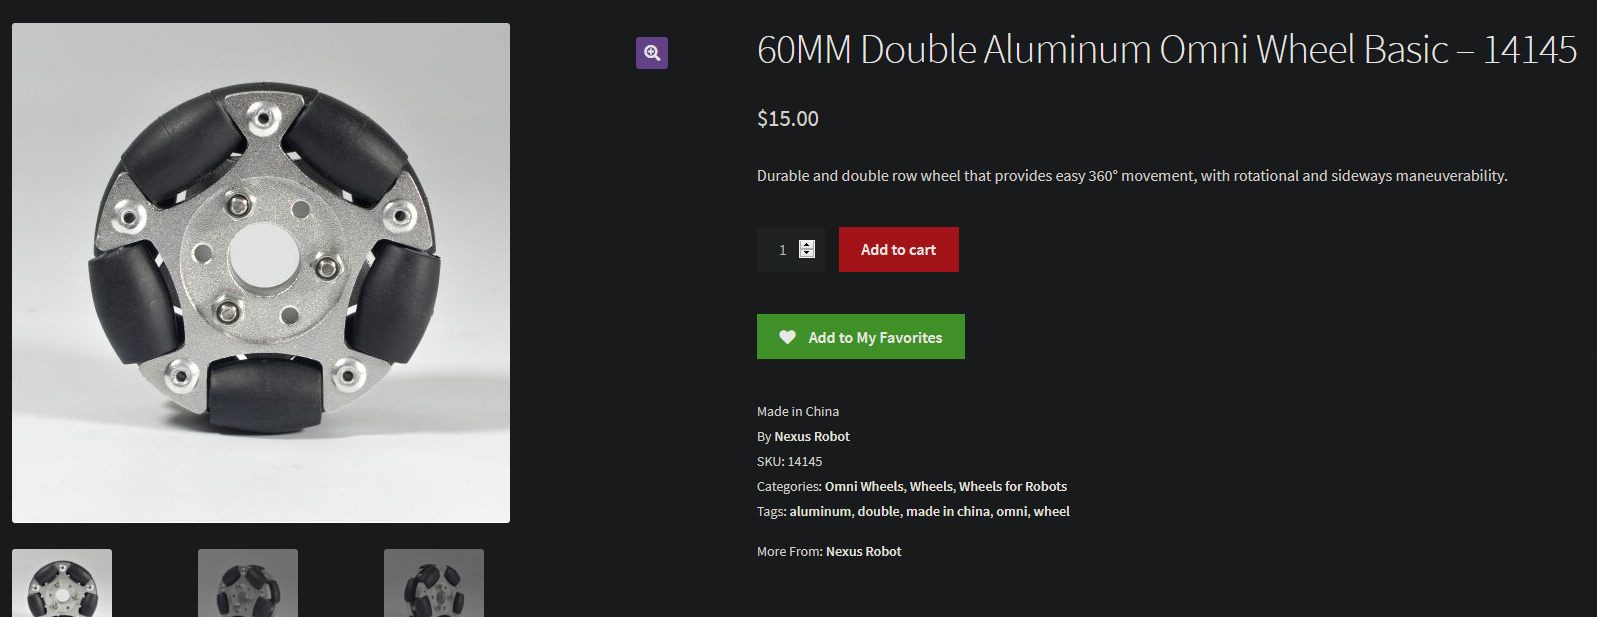 60MM Double Aluminum Omni Wheel Basic – 14145
$15.00
Durable and double row wheel that provides easy 360° movement, with rotational and sideways maneuverability.
1
Add to cart
Add to My Favorites
Made in China
By Nexus Robot
SKU: 14145
Categories: Omni Wheels, Wheels, Wheels for Robots
Tags: aluminum, double, made in china, omni, wheel
More From: Nexus Robot